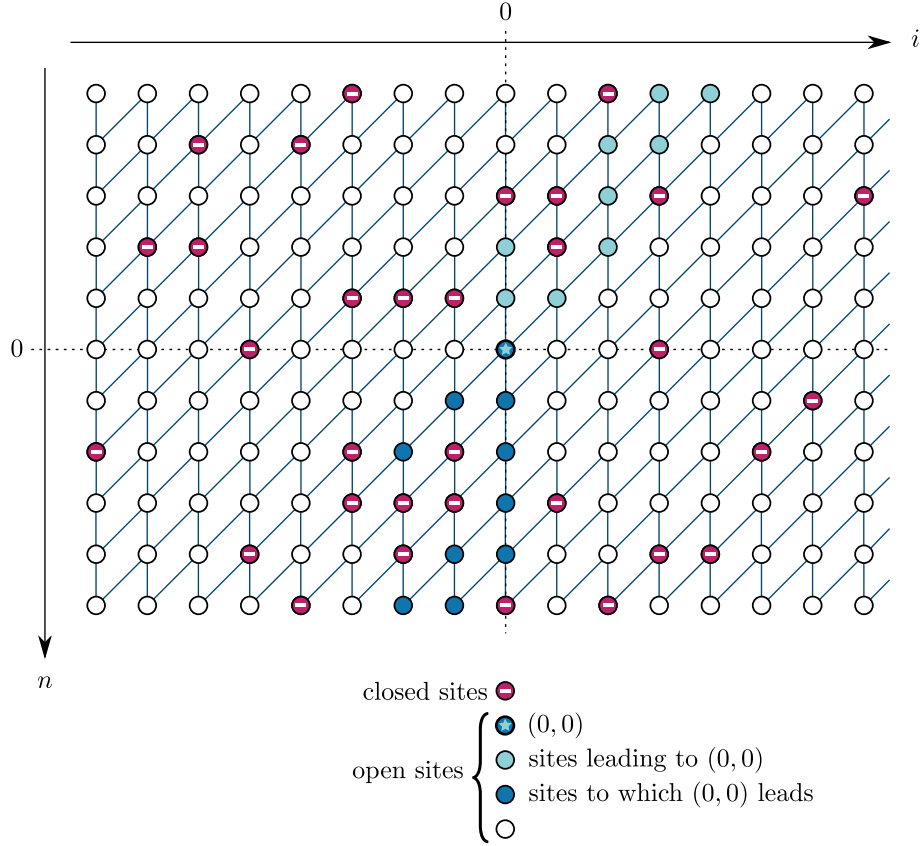 0
i
0
n
closed sites
(0, 0)
open sites
sites leading to (0, 0)
sites to which (0, 0) leads